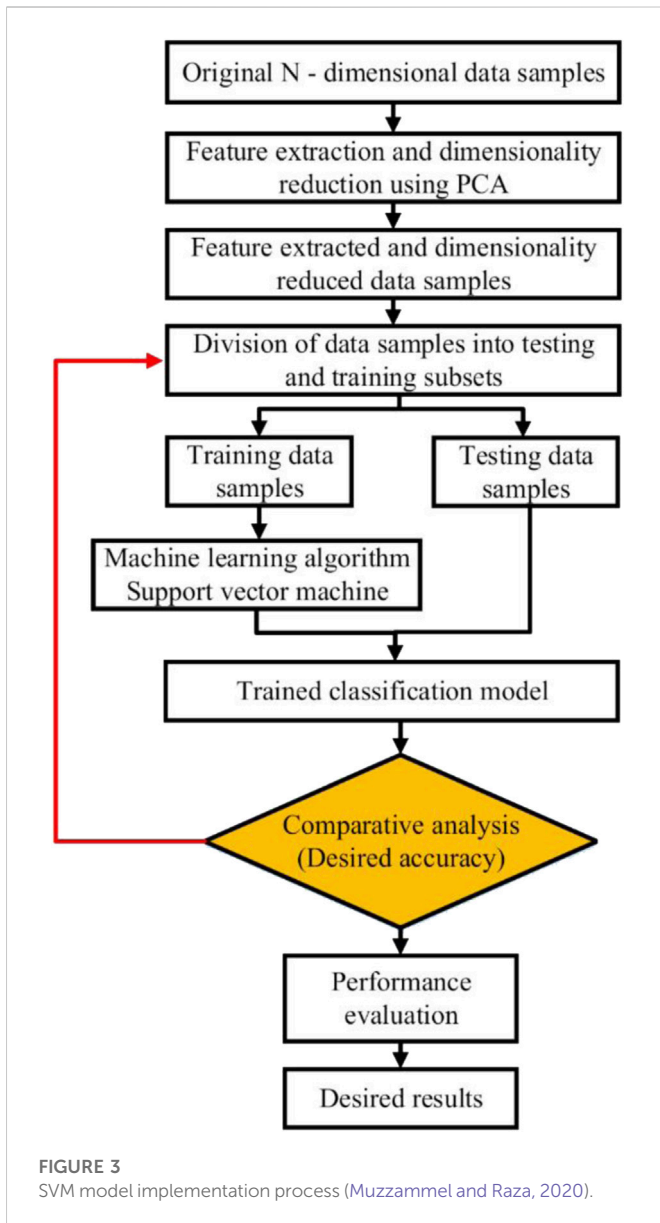 Original N - dimensional data samples
Feature extraction and dimensionality
reduction using PCA
Feature extracted and dimensionality
reduced data samples
Division of data samples into testing
and training subsets
Training data
samples
Testing data
samples
Machine learning algorithm
Support vector machine
Trained classification model
Comparative analysis
(Desired accuracy)
Performance
evaluation
Desired results
FIGURE 3
SVM model implementation process (Muzzammel and Raza, 2020).